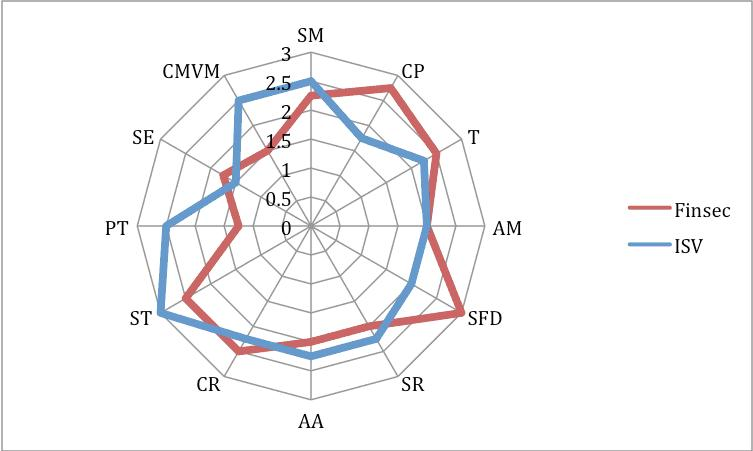 SM
3
CMVM
CP
2.5
2
SE
1.5
T
1
0.5
PT
0
AM
Finsec
ISV
ST
SFD
CR
SR
AA